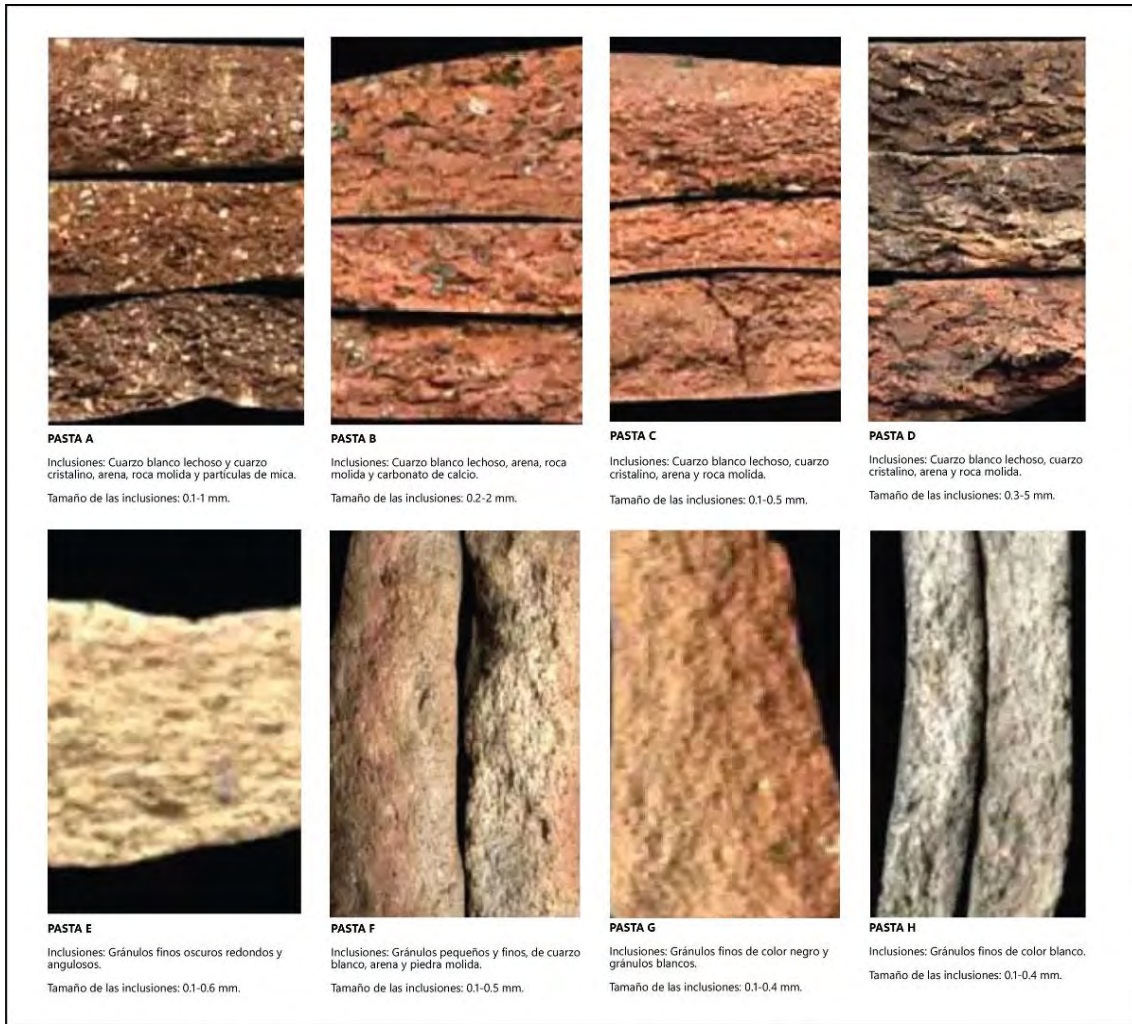 PASTA A
Inclusiones: Cuarzo blanco lechoso y cuarzo
cristalino, arena, roca molida y partículas de mica.
Tamaño de las inclusiones: 0.1-1 mm.
PASTA B
Inclusiones: Cuarzo blanco lechoso, arena, roca
molida y carbonato de calcio.
Tamaño de las inclusiones: 0.2-2 mm.
PASTA C
Inclusiones: Cuarzo blanco lechoso, cuarzo
cristalino, arena y roca molida.
Tamaño de las inclusiones: 0.1-0.5 mm.
PASTA D
Inclusiones: Cuarzo blanco lechoso, cuarzo
cristalino, arena y roca molida.
Tamaño de las inclusiones: 0.3-5 mm.
PASTA E
Inclusiones: Gránulos finos oscuros redondos y
angulosos.
Tamaño de las inclusiones: 0.1-0.6 mm.
PASTA F
Inclusiones: Gránulos pequeños y finos, de cuarzo
blanco, arena y piedra molida.
Tamaño de las inclusiones: 0.1-0.5 mm.
PASTA G
Inclusiones: Gránulos finos de color negro y
gránulos blancos.
Tamaño de las inclusiones: 0.1-0.4 mm.
PASTA H
Inclusiones: Gránulos finos de color blanco.
Tamaño de las inclusiones: 0.1-0.4 mm.